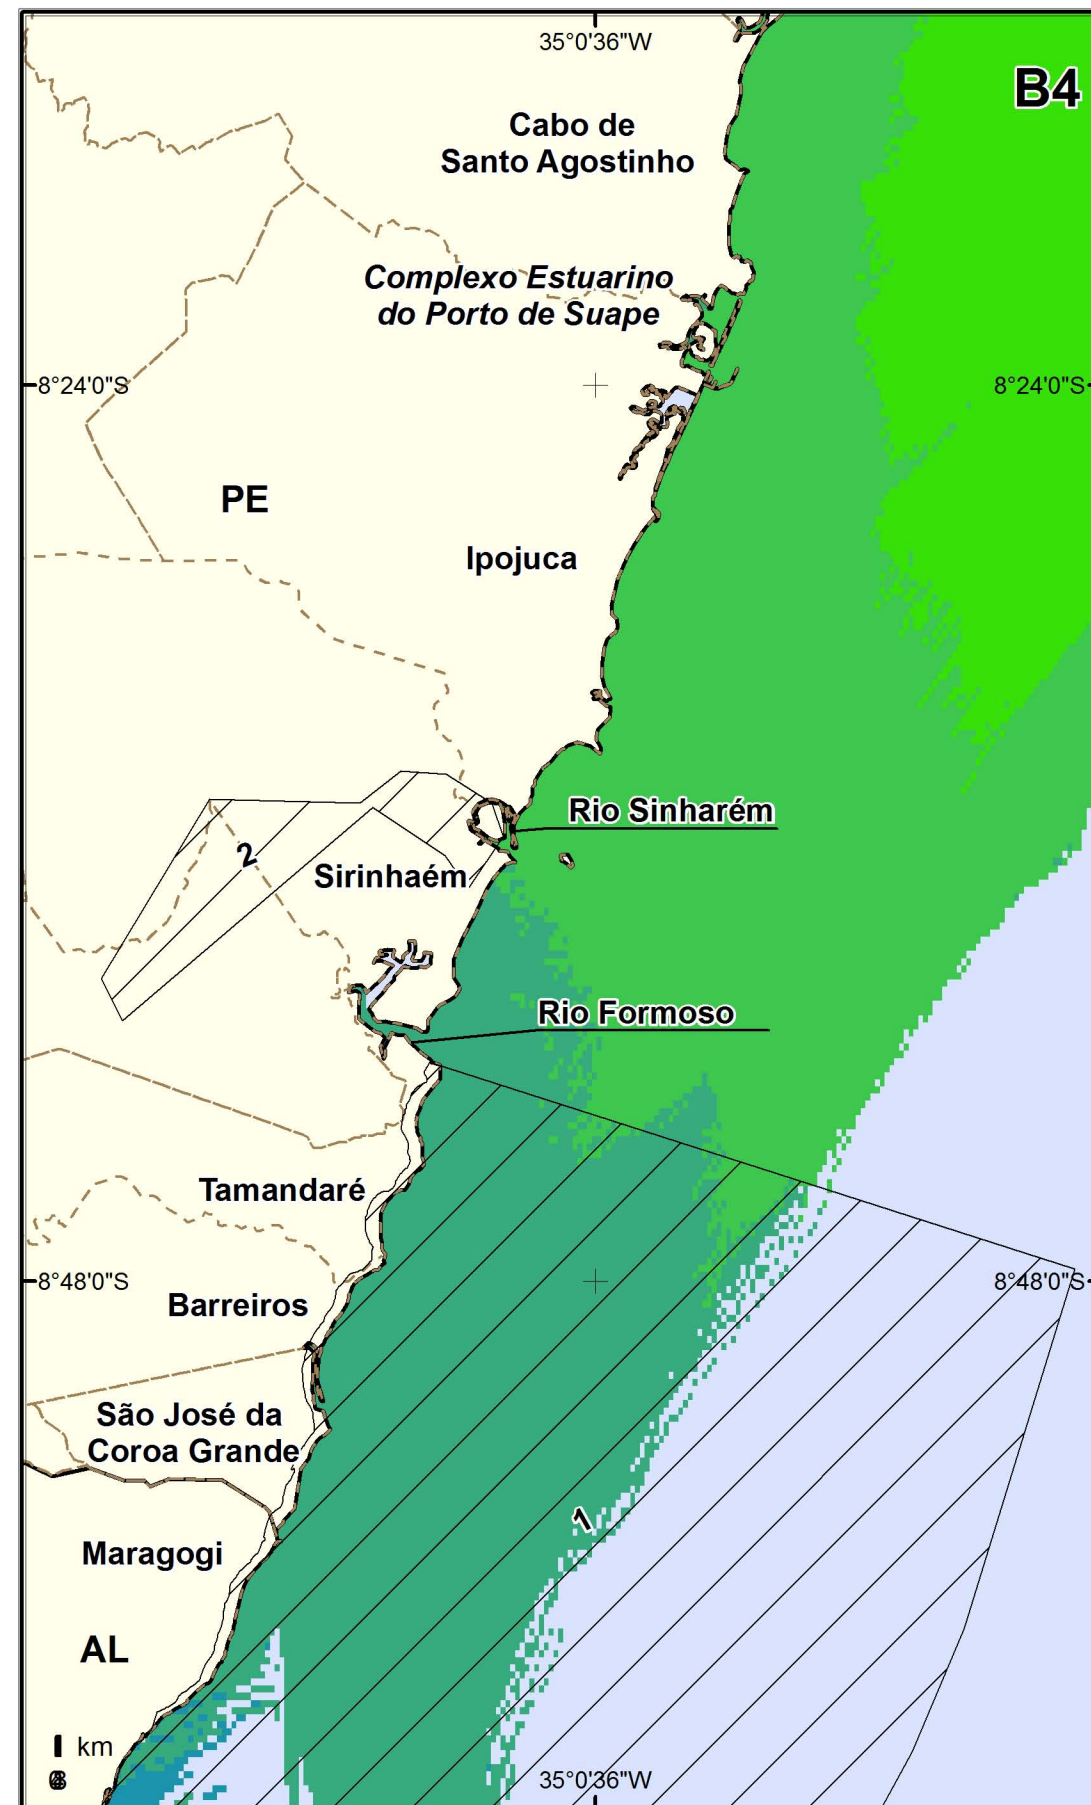 35°0'36"W
B4
Cabo de
Santo Agostinho
Complexo Estuarino
do Porto de Suape
8°24'0"S
8°24'0"S
PE
Ipojuca
Rio Sinharém
2
Sirinhaém
Rio Formoso
Tamandaré
8°48'0"S
8°48'0"S
Barreiros
São José da
Coroa Grande
1
Maragogi
AL
km
35°0'36"W